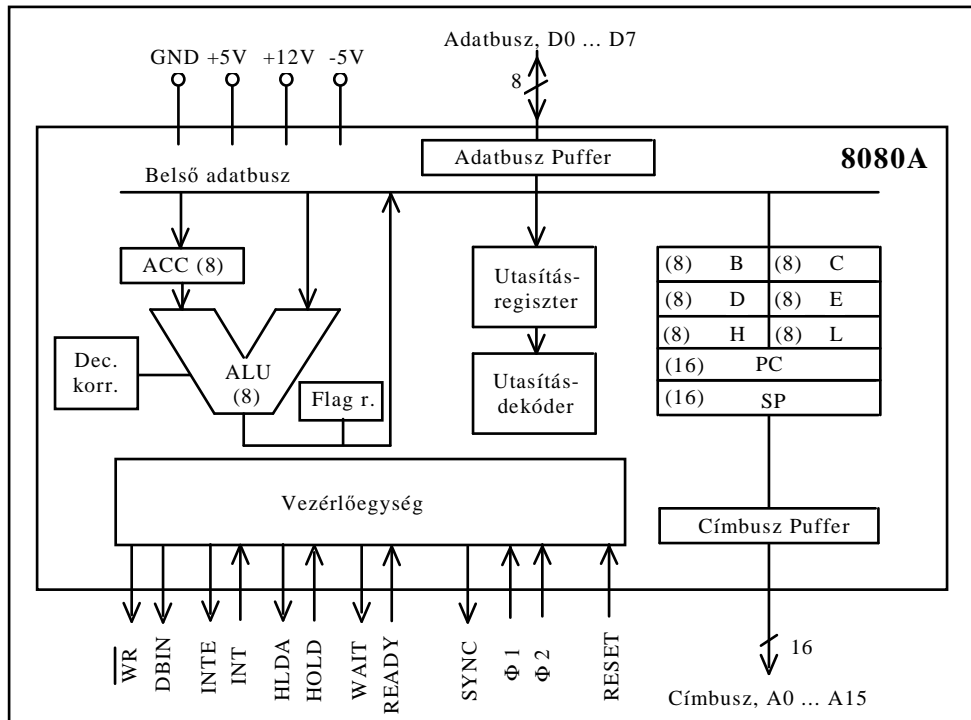 Adatbusz, D0 ... D7
GND +5V +12V -5V
8
Adatbusz Puffer
8080A
Belső adatbusz
ACC (8)
Utasítás-
regiszter
(8) B (8) C
(8) D (8) E
(8) H (8) L
(16) PC
(16) SP
Dec.
korr.
ALU
(8)
Flag r.
Utasítás-
dekóder
Vezérlőegység
Címbusz Puffer
WR
DBIN
INTE
INT
HLDA
HOLD
WAIT
READY
SYNC
Φ 1
Φ 2
RESET
16
Címbusz, A0 ... A15